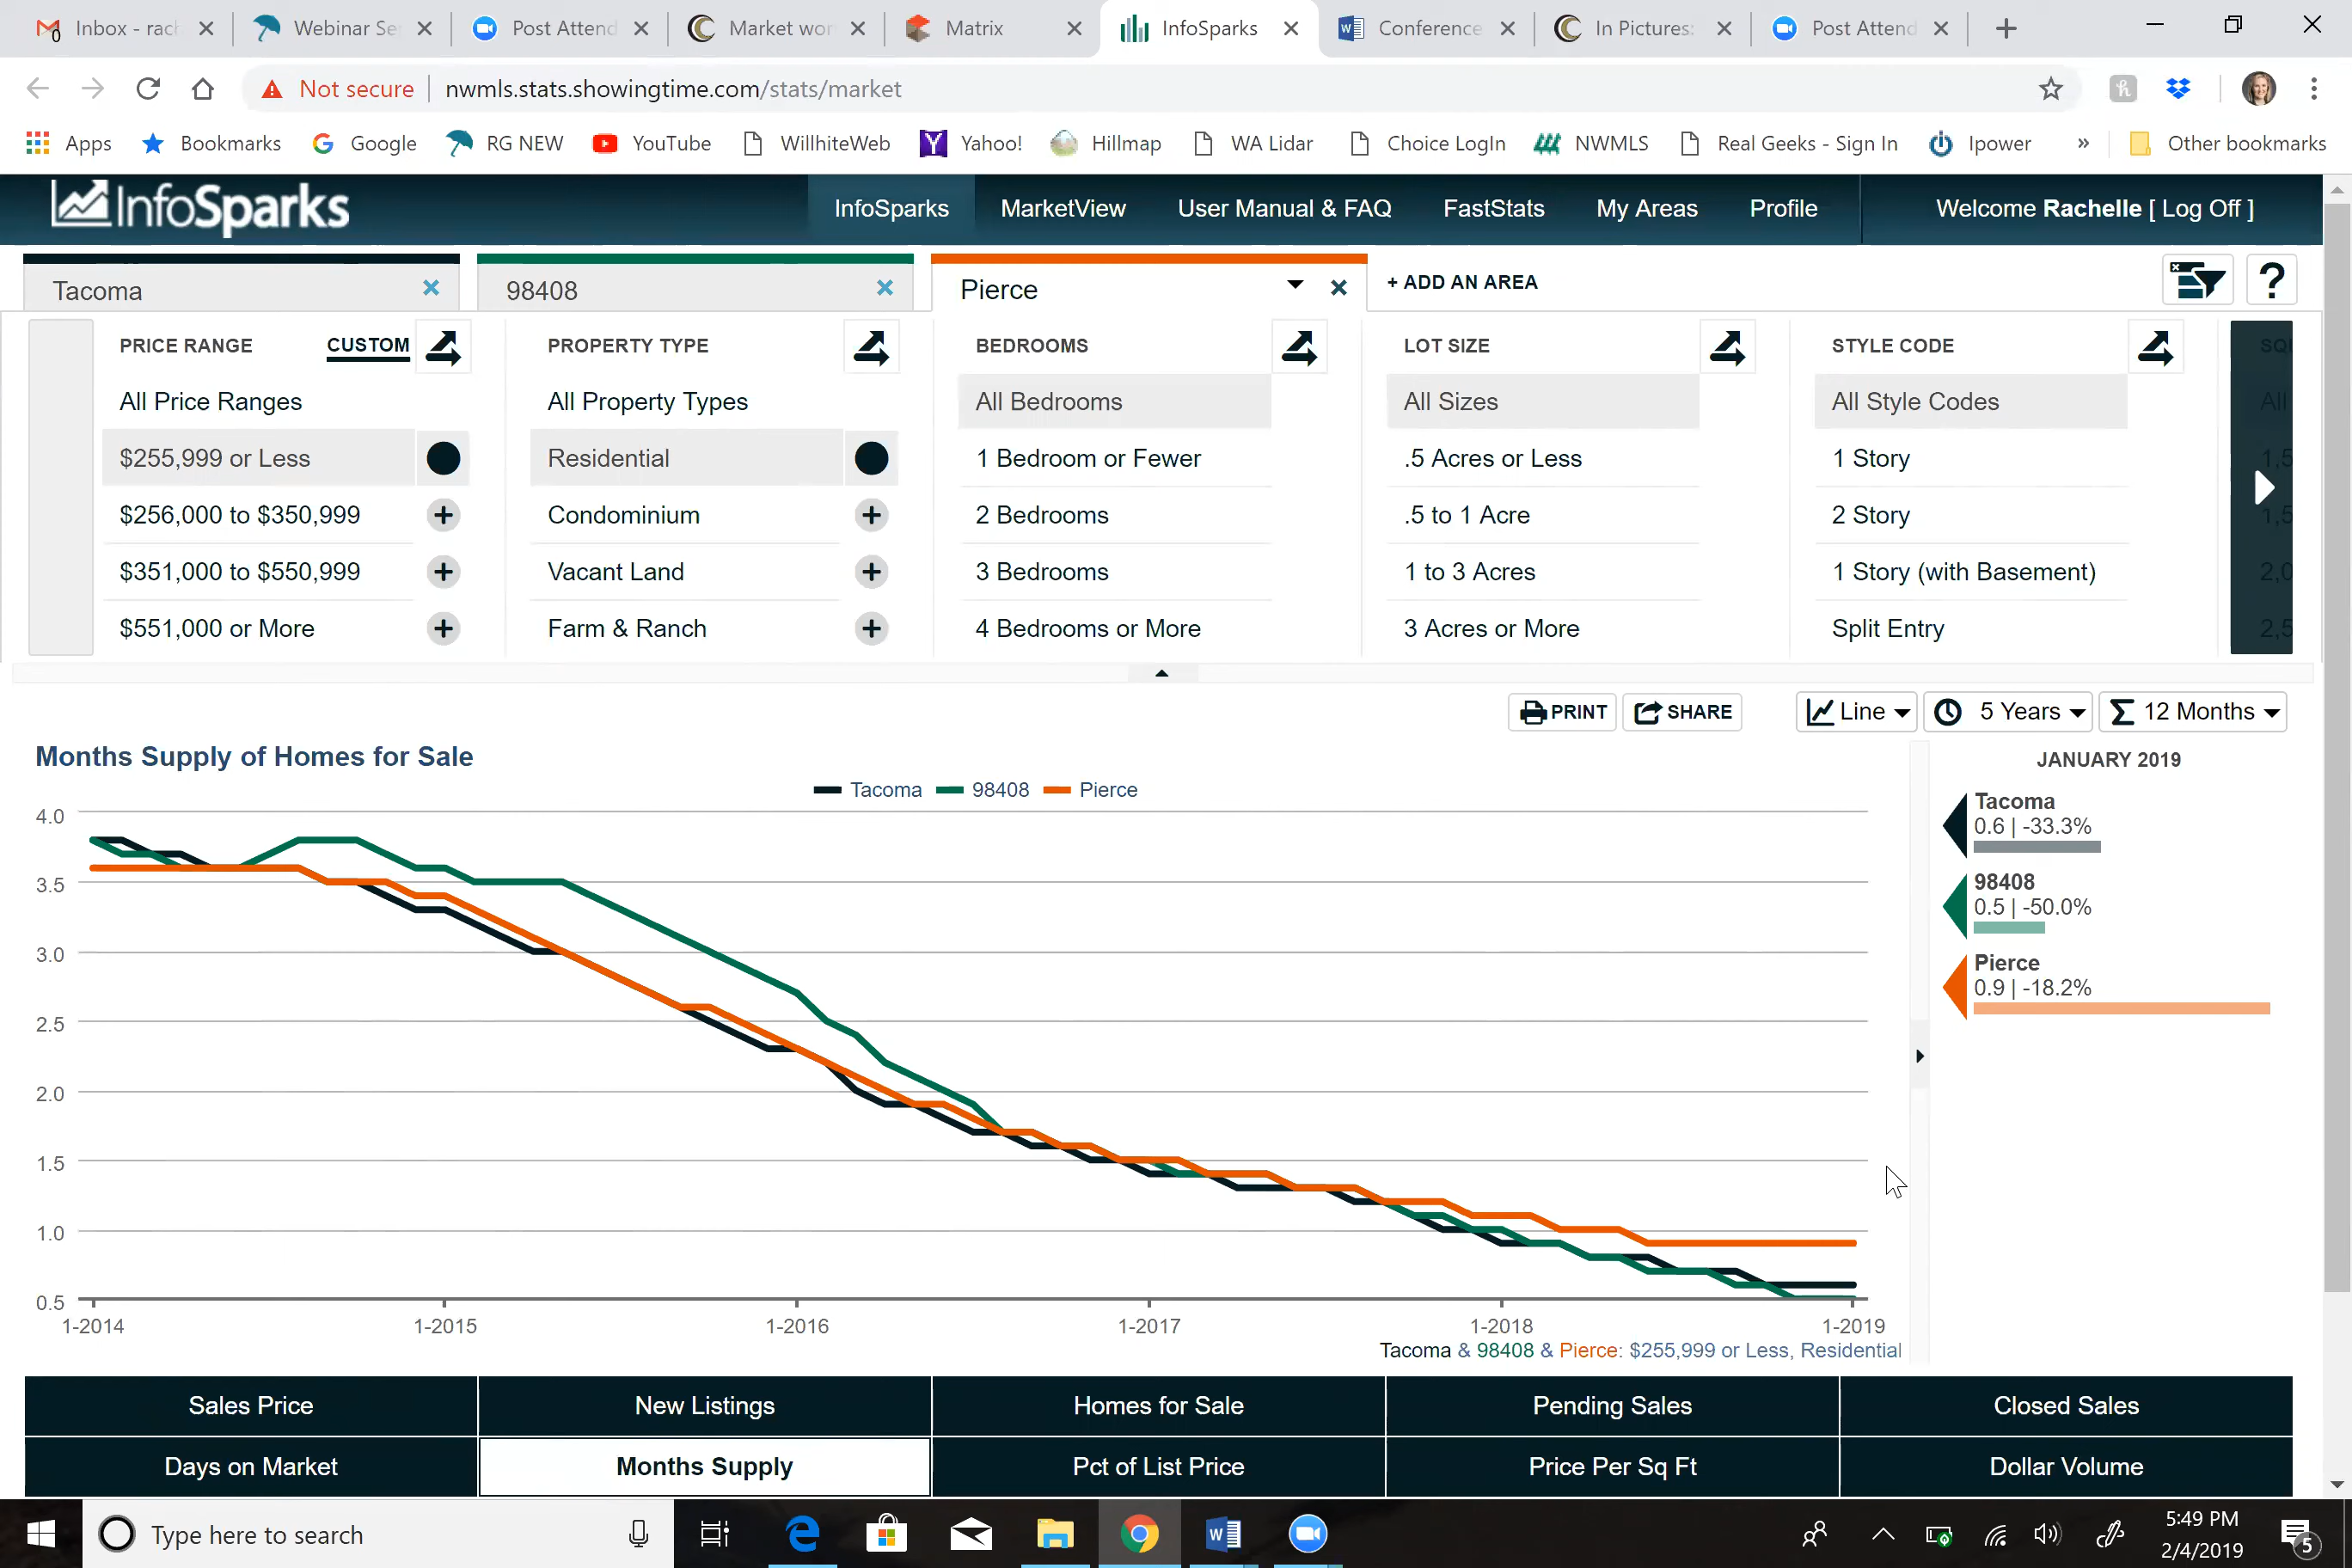 Inbox - rac
Webinar Se
Post Attend
Market wor
Matrix
InfoSparks
Conference
In Pictures:
Post Attend
Not secure
nwmls.stats.showingtime.com/stats/market
Apps
Bookmarks
Google
RG NEW
YouTube
WillhiteWeb
Yahoo!
Hillmap
WA Lidar
Choice LogIn
NWMLS
Real Geeks - Sign In
Ipower
»
Other bookmarks
InfoSparks
InfoSparks
MarketView
User Manual & FAQ
FastStats
My Areas
Profile
Welcome Rachelle [ Log Off ]
Tacoma
98408
Pierce
+ ADD AN AREA
?
PRICE RANGE
CUSTOM
All Price Ranges
$255,999 or Less
$256,000 to $350,999
$351,000 to $550,999
$551,000 or More
PROPERTY TYPE
All Property Types
Residential
Condominium
Vacant Land
Farm & Ranch
BEDROOMS
All Bedrooms
1 Bedroom or Fewer
2 Bedrooms
3 Bedrooms
4 Bedrooms or More
LOT SIZE
All Sizes
.5 Acres or Less
.5 to 1 Acre
1 to 3 Acres
3 Acres or More
STYLE CODE
All Style Codes
1 Story
2 Story
1 Story (with Basement)
Split Entry
PRINT
SHARE
Line
5 Years
12 Months
Months Supply of Homes for Sale
Tacoma
98408
Pierce
4.0
3.5
3.0
2.5
2.0
1.5
1.0
0.5
1-2014
1-2015
1-2016
1-2017
1-2018
1-2019
Tacoma & 98408 & Pierce: $255,999 or Less, Residential
JANUARY 2019
Tacoma
0.6 | -33.3%
98408
0.5 | -50.0%
Pierce
0.9 | -18.2%
Sales Price
New Listings
Homes for Sale
Pending Sales
Closed Sales
Days on Market
Months Supply
Pct of List Price
Price Per Sq Ft
Dollar Volume
Type here to search
5:49 PM
2/4/2019
5